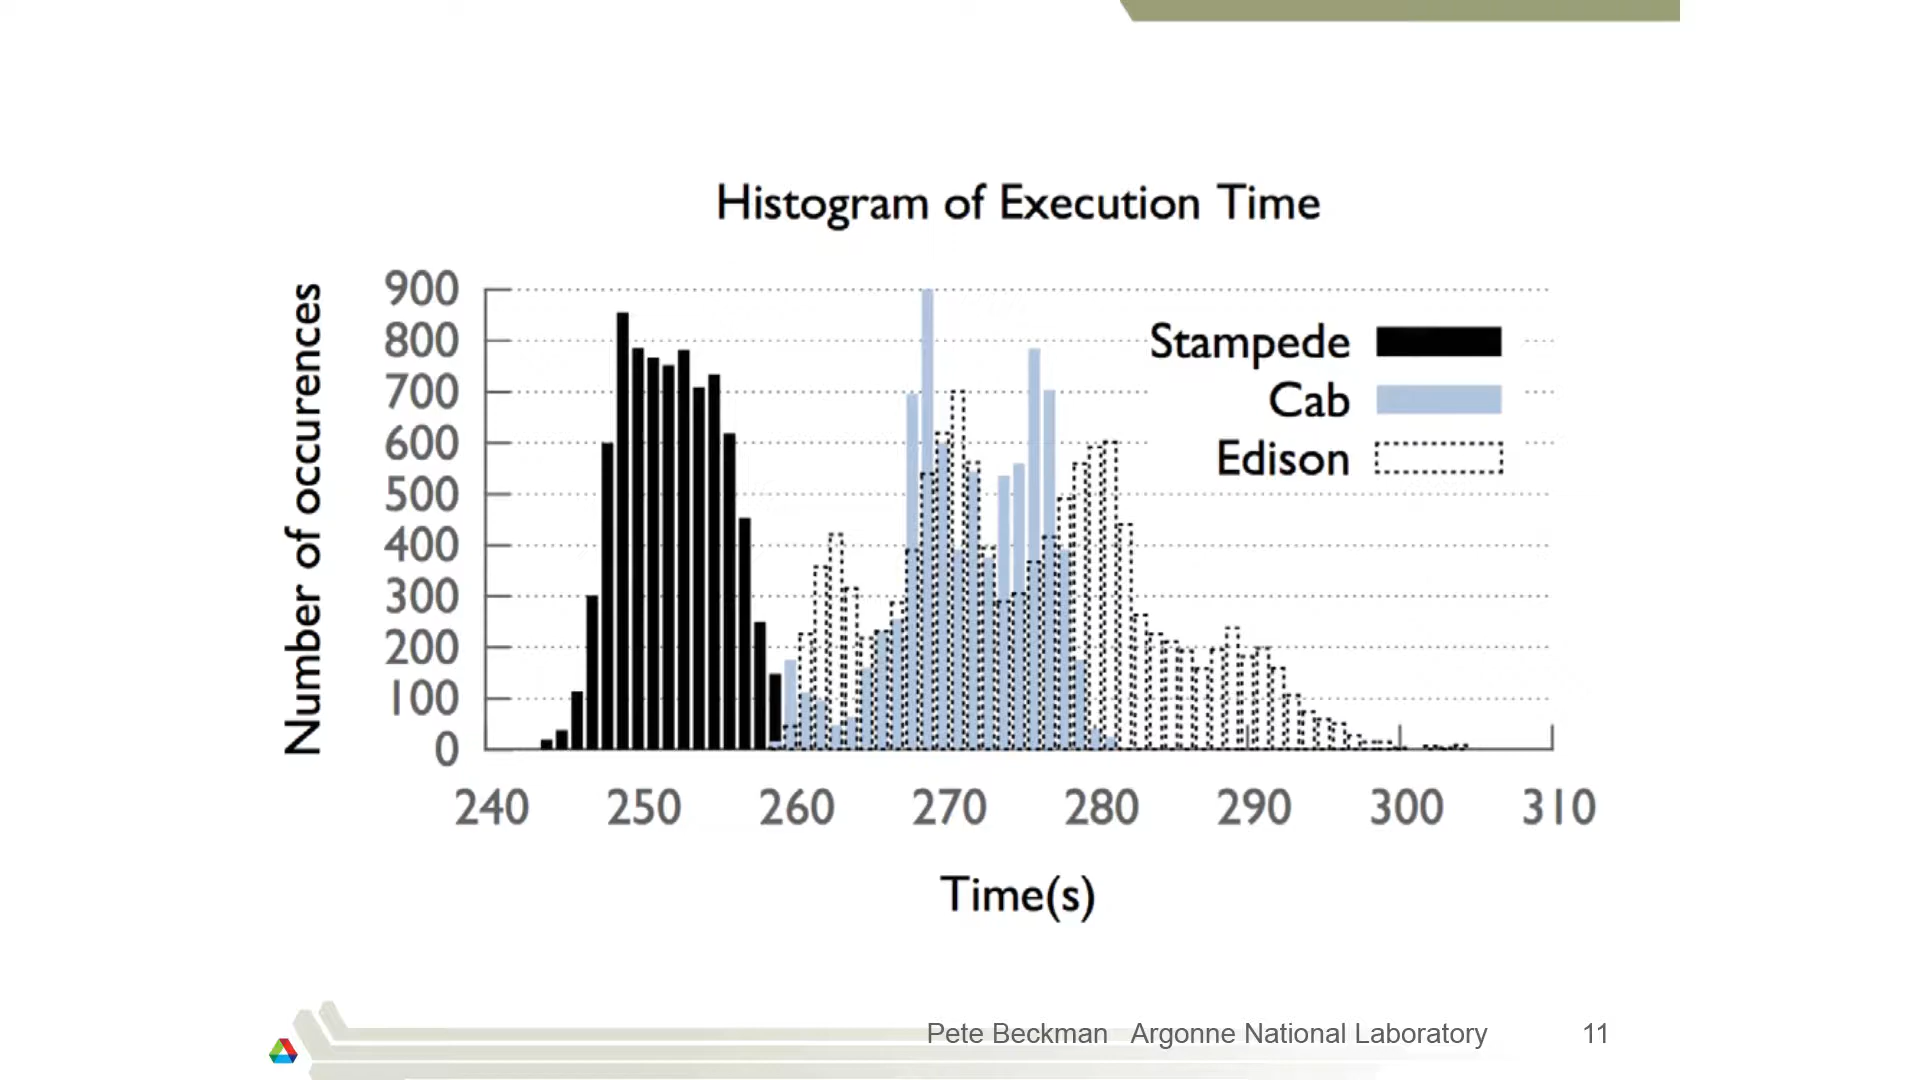 Histogram of Execution Time
Number of occurences
900
800
700
600
500
400
300
200
100
0
Stampede
Cab
Edison
240 250 260 270 280 290 300 310
Time(s)
Pete Beckman Argonne National Laboratory 11